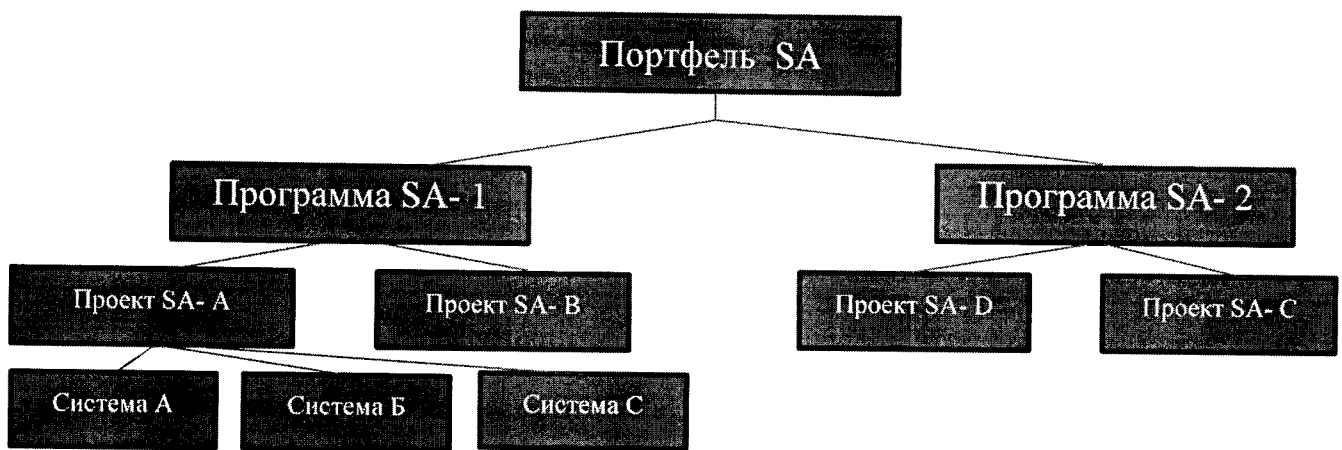 Портфель SA
Программа SA- 1
Программа SA- 2
Проект SA- A
Проект SA- B
Проект SA- D
Проект SA- C
Система А
Система Б
Система С